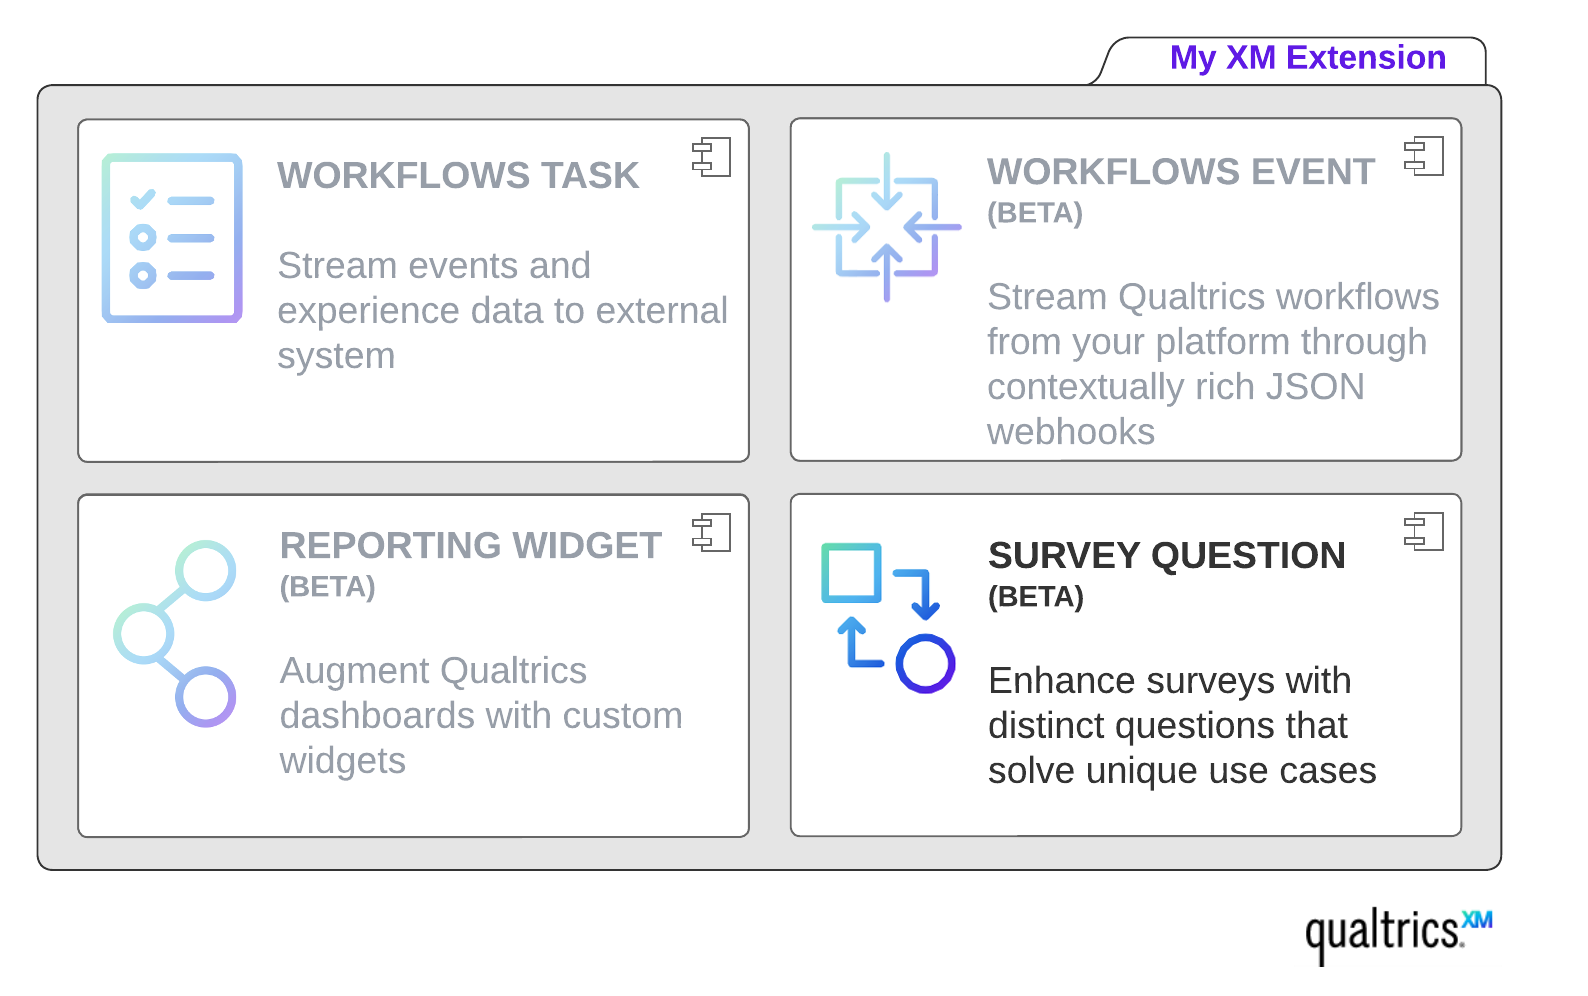 My XM Extension
WORKFLOWS TASK
Stream events and
experience data to external
system
WORKFLOWS EVENT
(BETA)
Stream Qualtrics workflows
from your platform through
contextually rich JSON
webhooks
REPORTING WIDGET
(BETA)
Augment Qualtrics
dashboards with custom
widgets
SURVEY QUESTION
(BETA)
Enhance surveys with
distinct questions that
solve unique use cases
qualtrics.XM